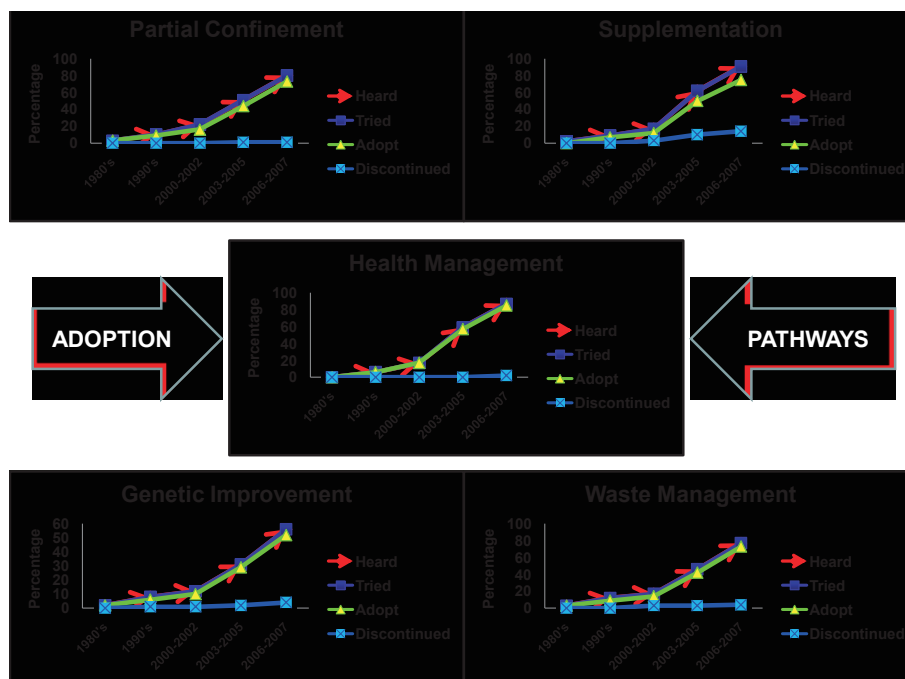 Partial Confinement
Percentage
100
80
60
40
20
0
1980's
1990's
2000-2002
2003-2005
2006-2007
Heard
Tried
Adopt
Discontinued
Supplementation
Percentage
100
80
60
40
20
0
1980's
1990's
2000-2002
2003-2005
2006-2007
Heard
Tried
Adopt
Discontinued
ADOPTION
Health Management
Percentage
100
80
60
40
20
0
1980's
1990's
2000-2002
2003-2005
2006-2007
Heard
Tried
Adopt
Discontinued
PATHWAYS
Genetic Improvement
Percentage
60
50
40
30
20
10
0
1980's
1990's
2000-2002
2003-2005
2006-2007
Heard
Tried
Adopt
Discontinued
Waste Management
Percentage
100
80
60
40
20
0
1980's
1990's
2000-2002
2003-2005
2006-2007
Heard
Tried
Adopt
Discontinued